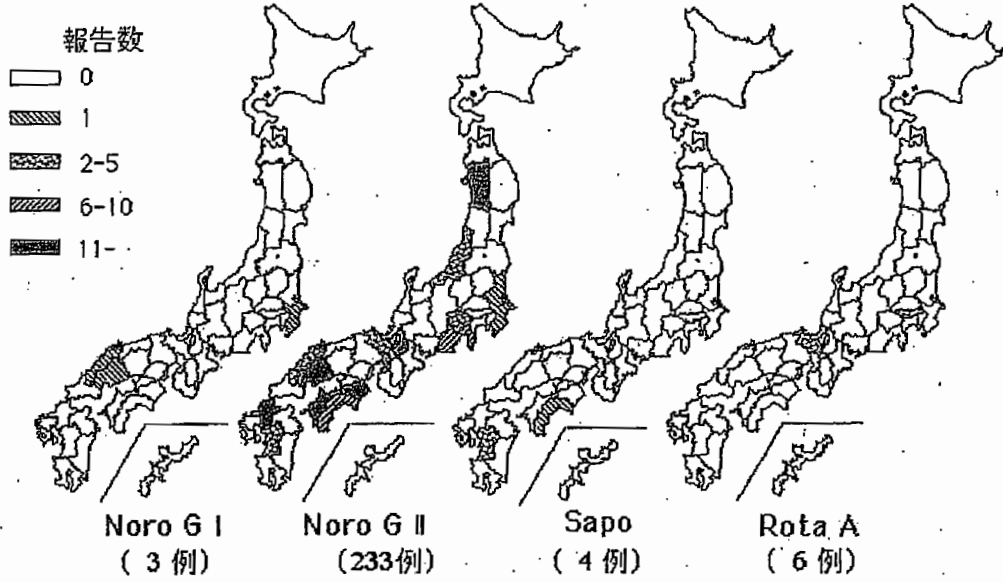 報告数
0
1
2-5
6-10
11-
Noro G I
( 3 例)
Noro G II
(233例)
Sapo
( 4 例)
Rota A
( 6 例)